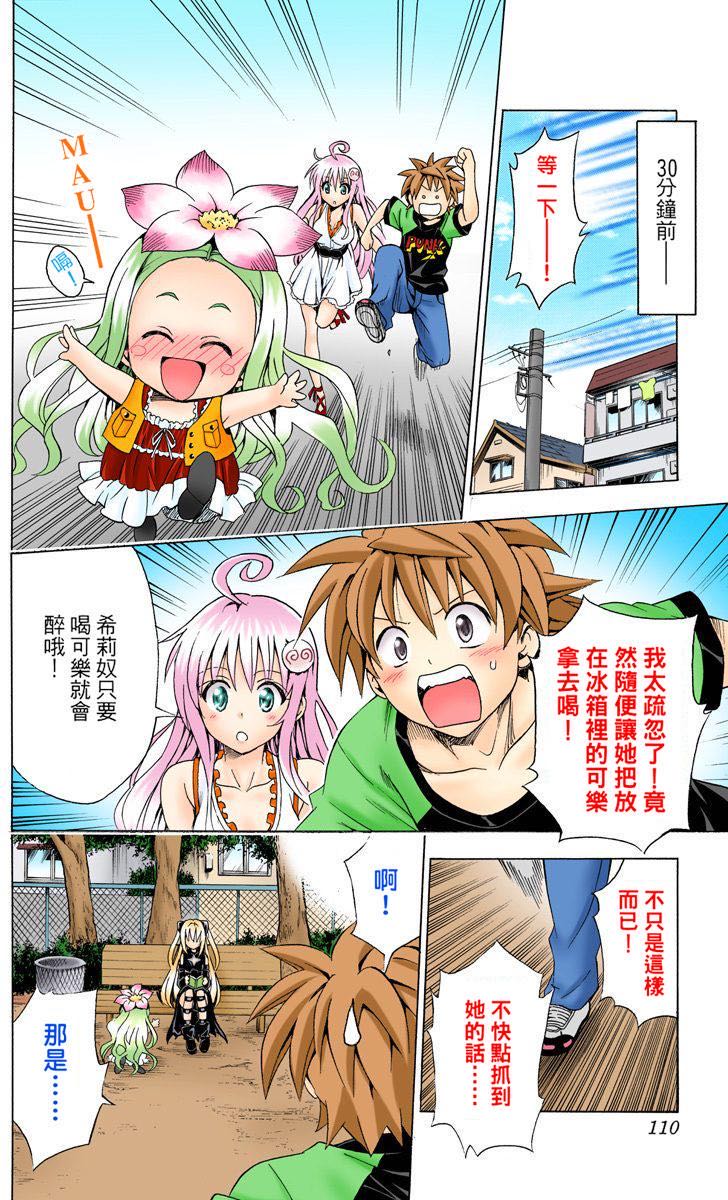 30分鐘前——
等一下——！
PUNK
MAU——
嗝！
我太疏忽了！竟
然隨便讓她把放
在冰箱裡的可樂
拿去喝！
希莉奴只要
喝可樂就會
醉哦！
不只是這樣
而已！
不快點抓到
她的話……
啊！
那是……
110